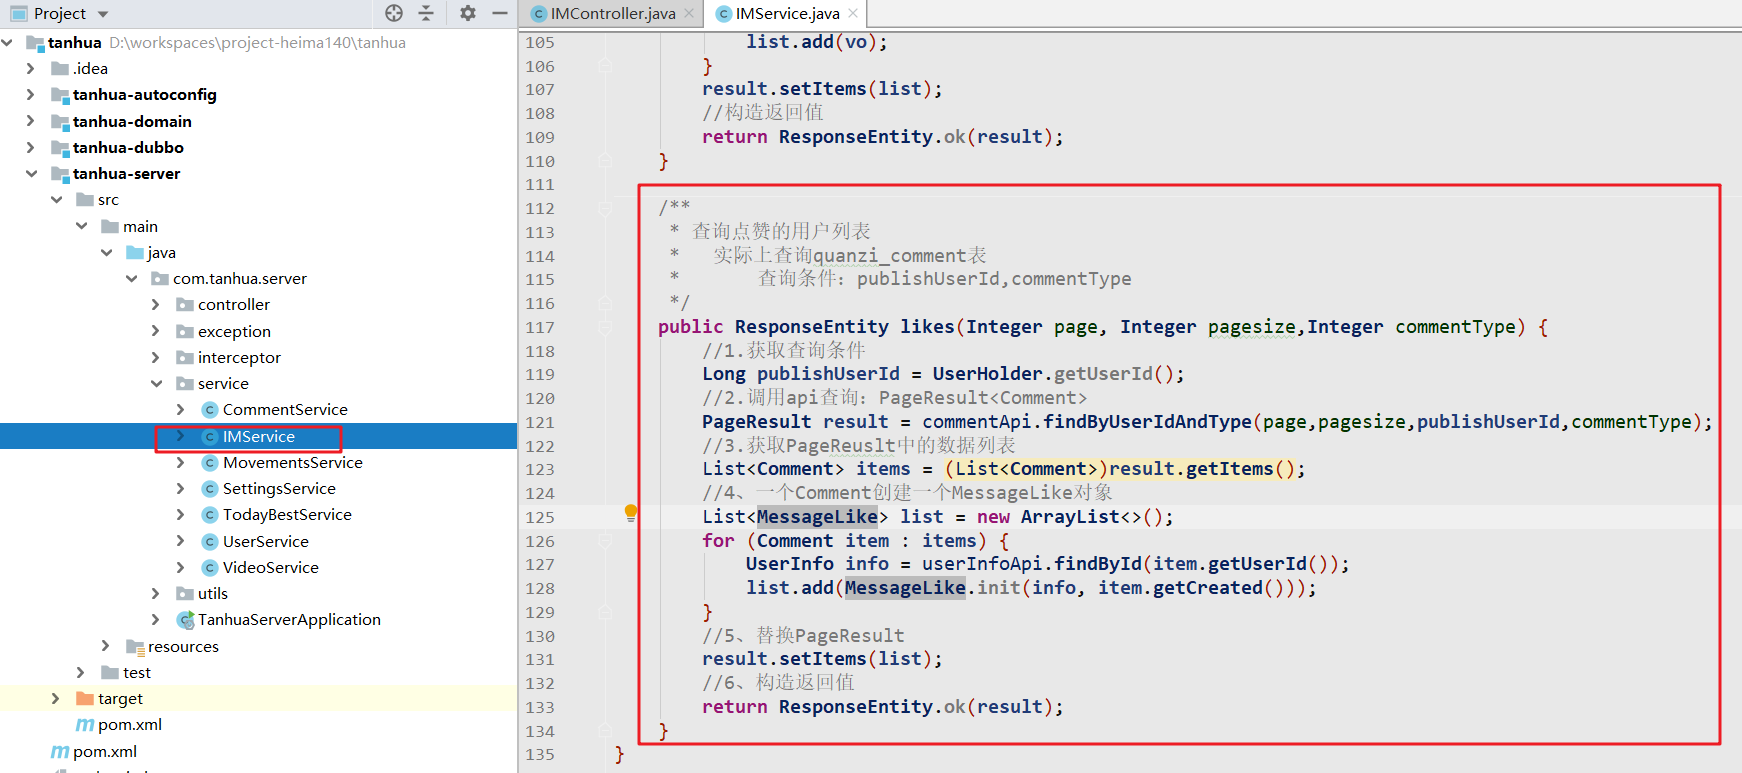 Project
tanhua D:\workspaces\project-heima140\tanhua
.idea
tanhua-autoconfig
tanhua-domain
tanhua-dubbo
tanhua-server
src
main
java
com.tanhua.server
controller
exception
interceptor
service
CommentService
IMService
MovementsService
SettingsService
TodayBestService
UserService
VideoService
utils
TanhuaServerApplication
resources
test
target
pom.xml
pom.xml
IMController.java IMService.java
105 list.add(vo);
106 }
107 result.setItems(list);
108 //构造返回值
109 return ResponseEntity.ok(result);
110 }
111
112 /**
113 * 查询点赞的用户列表
114 * 实际上查询quanzi_comment表
115 * 查询条件：publishUserId,commentType
116 */
117 public ResponseEntity likes(Integer page, Integer pagesize,Integer commentType) {
118 //1.获取查询条件
119 Long publishUserId = UserHolder.getUserId();
120 //2.调用api查询：PageResult<Comment>
121 PageResult result = commentApi.findByUserIdAndType(page,pagesize,publishUserId,commentType);
122 //3.获取PageReuslt中的数据列表
123 List<Comment> items = (List<Comment>)result.getItems();
124 //4、一个Comment创建一个MessageLike对象
125 List<MessageLike> list = new ArrayList<>();
126 for (Comment item : items) {
127 UserInfo info = userInfoApi.findById(item.getUserId());
128 list.add(MessageLike.init(info, item.getCreated()));
129 }
130 //5、替换PageResult
131 result.setItems(list);
132 //6、构造返回值
133 return ResponseEntity.ok(result);
134 }
135 }